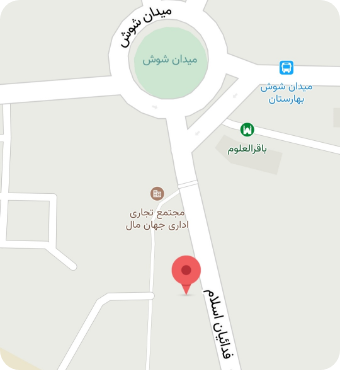 میدان شوش
میدان شوش
میدان شوش
بهارستان
باقرالعلوم
مجتمع تجاری
اداری جهان مال
فدائیان اسلام